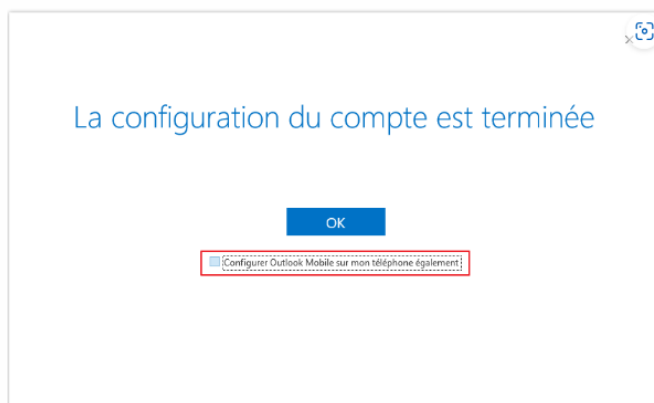 La configuration du compte est terminée
OK
Configurer Outlook Mobile sur mon téléphone également